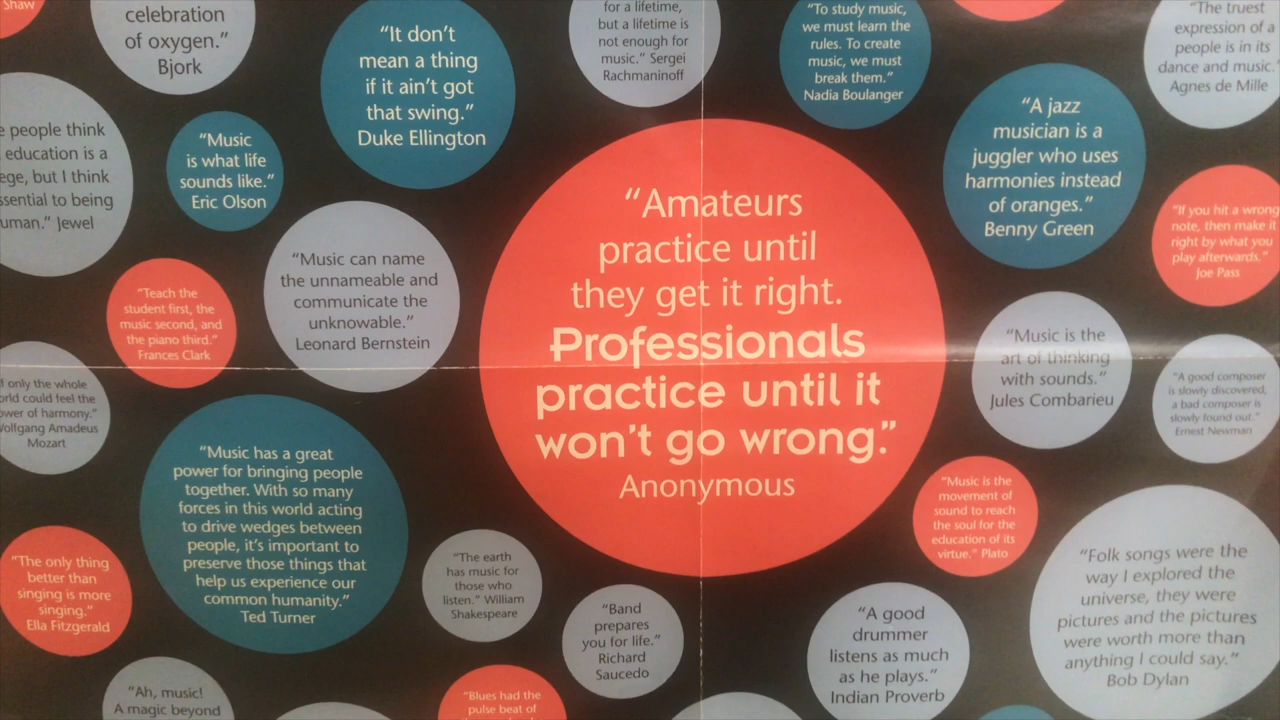 Shaw
celebration
of oxygen.”
Bjork
“It don’t
mean a thing
if it ain’t got
that swing.”
Duke Ellington
for a lifetime,
but a lifetime is
not enough for
music.” Sergei
Rachmaninoff
“To study music,
we must learn the
rules. To create
music, we must
break them.”
Nadia Boulanger
“The truest
expression of a
people is in its
dance and music.”
Agnes de Mille
people think
education is a
ege, but I think
ssential to being
uman.” Jewel
“Music
is what life
sounds like.”
Eric Olson
“A jazz
musician is a
juggler who uses
harmonies instead
of oranges.”
Benny Green
“If you hit a wrong
note, then make it
right by what you
play afterwards.”
Joe Pass
“Teach the
student first, the
music second, and
the piano third.”
Frances Clark
“Music can name
the unnameable and
communicate the
unknowable.”
Leonard Bernstein
“Amateurs
practice until
they get it right.
Professionals
practice until it
won’t go wrong.”
Anonymous
“Music is the
art of thinking
with sounds.”
Jules Combarieu
“A good composer
is slowly discovered,
a bad composer is
slowly found out.”
Ernest Newman
f only the whole
orld could feel the
ower of harmony.”
Wolfgang Amadeus
Mozart
“Music has a great
power for bringing people
together. With so many
forces in this world acting
to drive wedges between
people, it’s important to
preserve those things that
help us experience our
common humanity.”
Ted Turner
“Music is the
movement of
sound to reach
the soul for the
education of its
virtue.” Plato
“The only thing
better than
singing is more
singing.”
Ella Fitzgerald
“The earth
has music for
those who
listen.” William
Shakespeare
“Band
prepares
you for life.”
Richard
Saucedo
“A good
drummer
listens as much
as he plays.”
Indian Proverb
“Folk songs were the
way I explored the
universe, they were
pictures and the pictures
were worth more than
anything I could say.”
Bob Dylan
“Ah, music!
A magic beyond
“Blues had the
pulse beat of